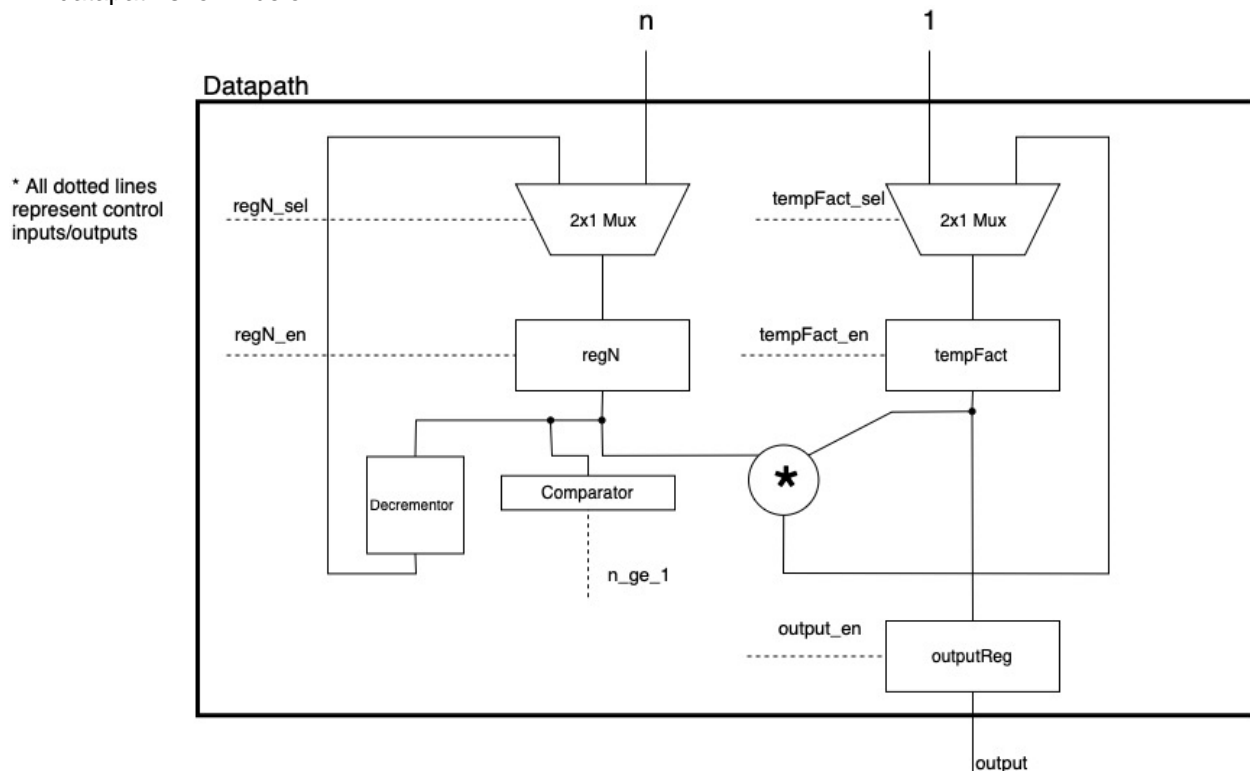 n
1
Datapath
* All dotted lines
represent control
inputs/outputs
regN_sel
2x1 Mux
tempFact_sel
2x1 Mux
regN_en
regN
tempFact_en
tempFact
*
Decrementor
Comparator
n_ge_1
output_en
outputReg
output